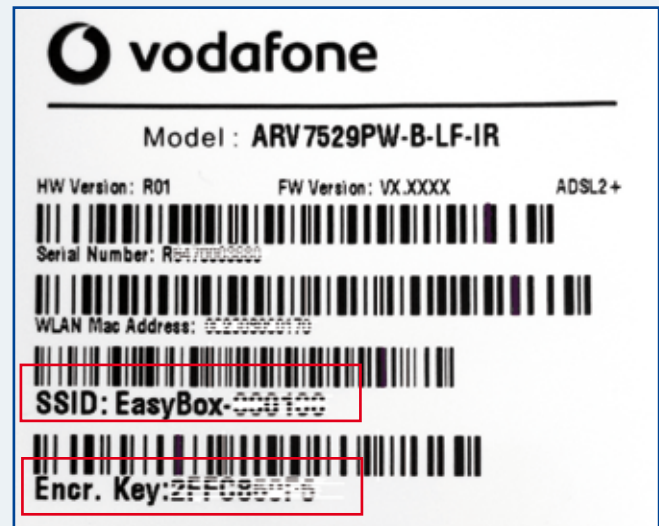 vodafone
Model : ARV7529PW-B-LF-IR
HW Version: R01 FW Version: VX.XXXX ADSL2+
Serial Number:
WLAN Mac Address:
SSID: EasyBox-
Encr. Key: